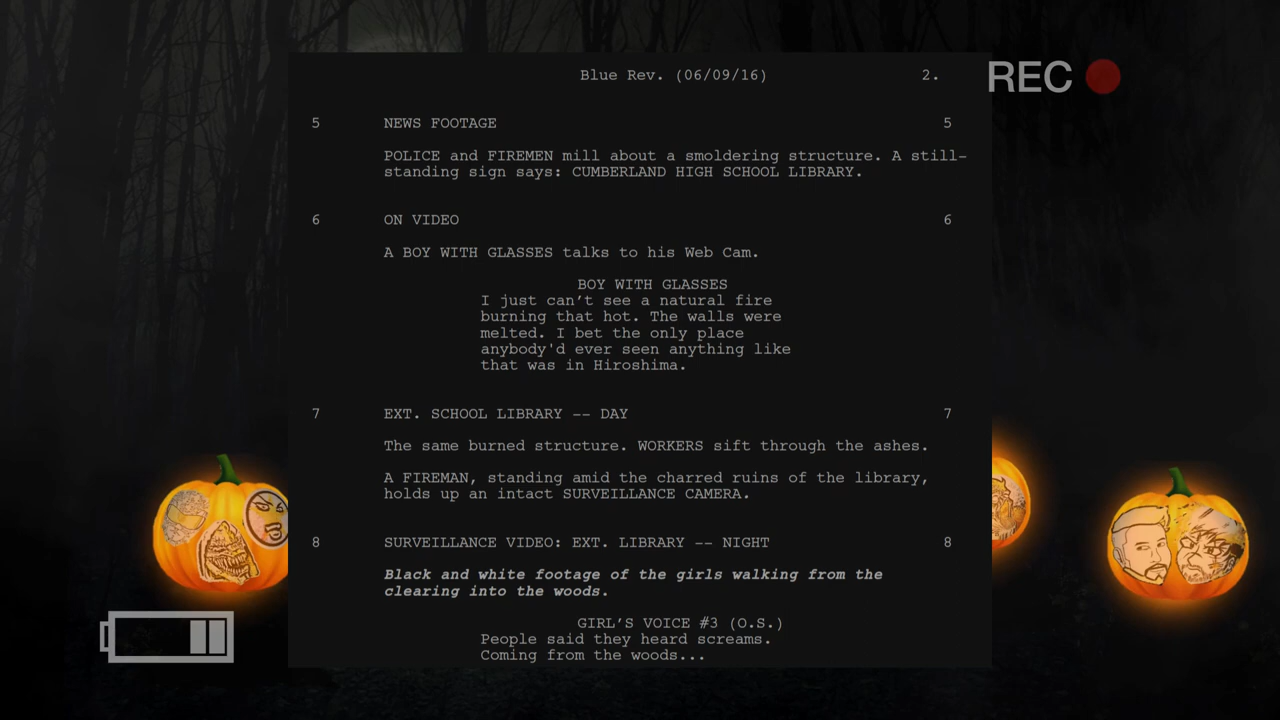 Blue Rev. (06/09/16) 2.
REC
5 NEWS FOOTAGE 5
POLICE and FIREMEN mill about a smoldering structure. A still-
standing sign says: CUMBERLAND HIGH SCHOOL LIBRARY.
6 ON VIDEO 6
A BOY WITH GLASSES talks to his Web Cam.
BOY WITH GLASSES
I just can't see a natural fire
burning that hot. The walls were
melted. I bet the only place
anybody'd ever seen anything like
that was in Hiroshima.
7 EXT. SCHOOL LIBRARY -- DAY 7
The same burned structure. WORKERS sift through the ashes.
A FIREMAN, standing amid the charred ruins of the library,
holds up an intact SURVEILLANCE CAMERA.
8 SURVEILLANCE VIDEO: EXT. LIBRARY -- NIGHT 8
Black and white footage of the girls walking from the
clearing into the woods.
GIRL'S VOICE #3 (O.S.)
People said they heard screams.
Coming from the woods...